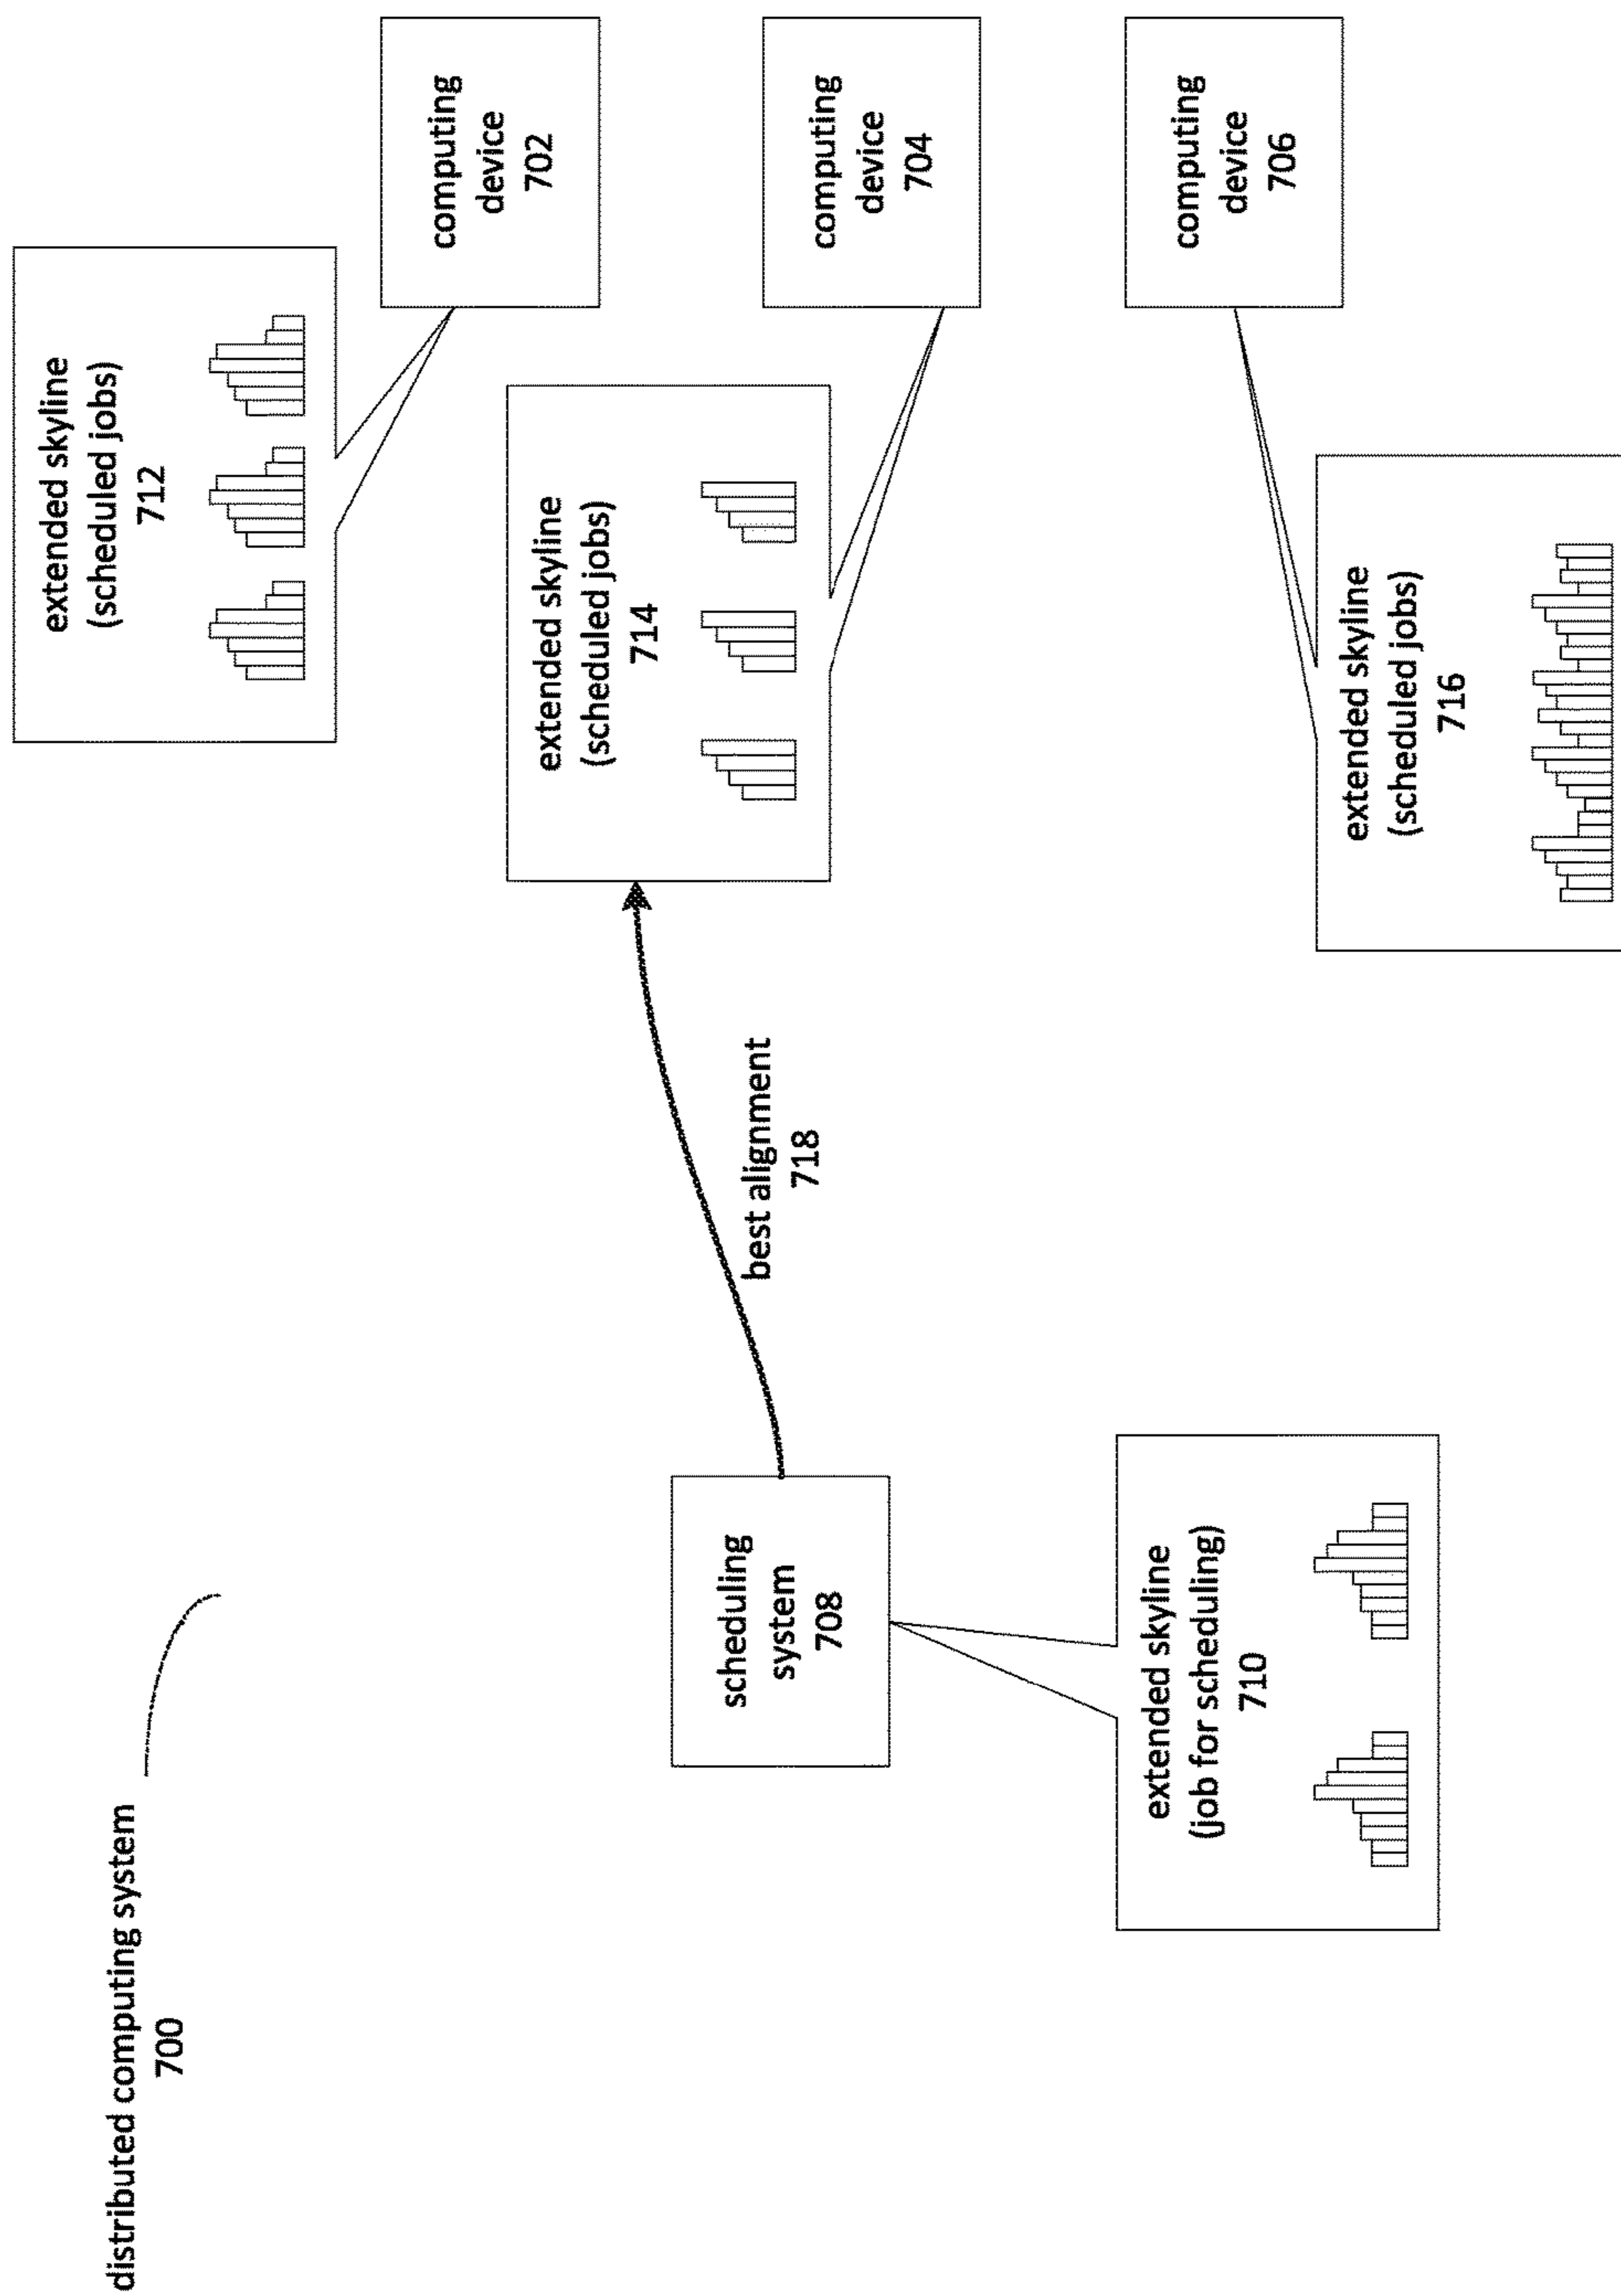 distributed computing system
700
extended skyline
(scheduled jobs)
712
computing
device
702
extended skyline
(scheduled jobs)
714
computing
device
704
scheduling
system
708
best alignment
718
extended skyline
(job for scheduling)
710
computing
device
706
extended skyline
(scheduled jobs)
716